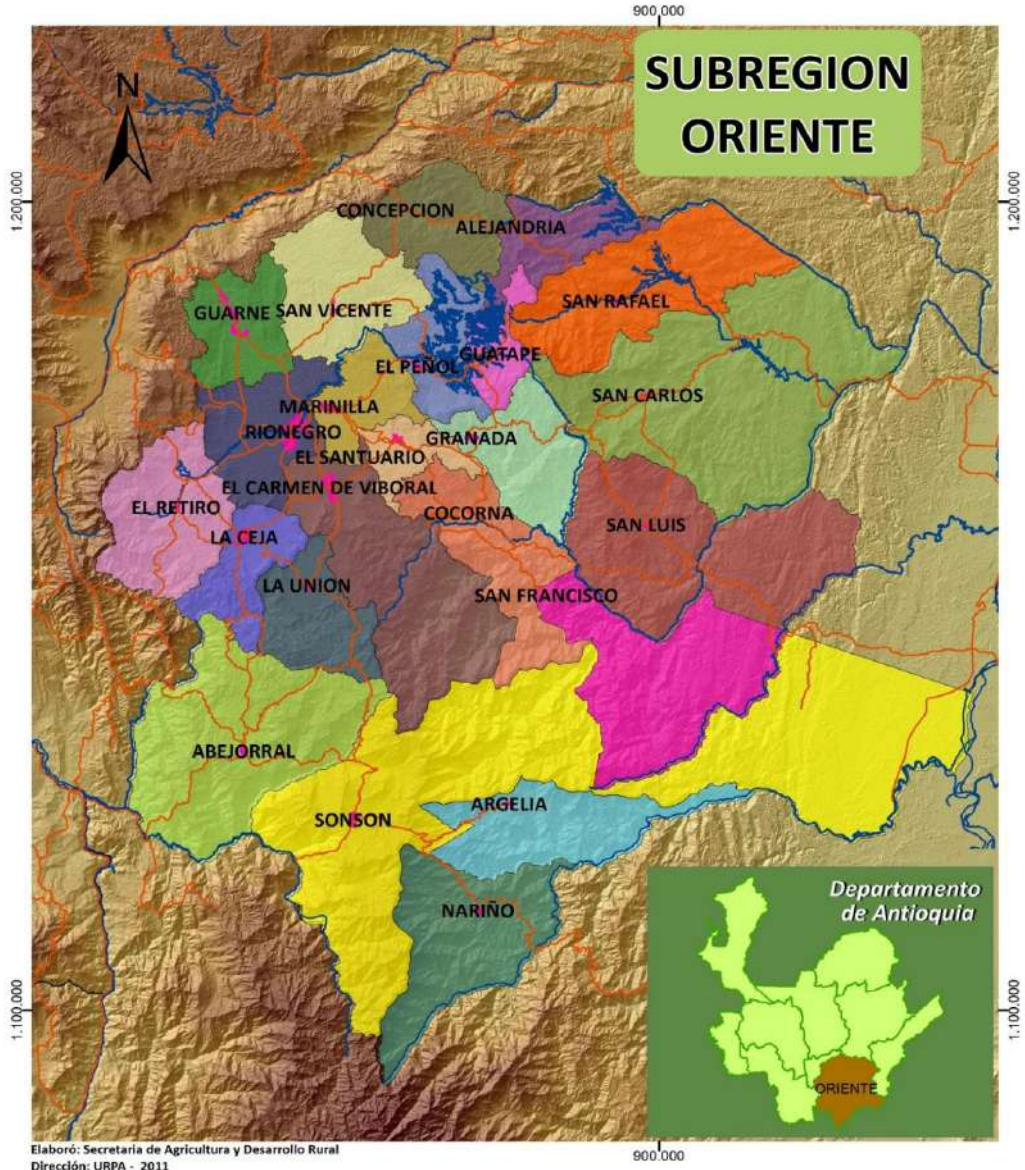 900.000
SUBREGION
ORIENTE
N
1.200.000
1.200.000
CONCEPCION
ALEJANDRIA
GUARNE
SAN VICENTE
SAN RAFAEL
GUATAPE
EL PEÑOL
SAN CARLOS
MARINILLA
RIONEGRO
GRANADA
EL SANTUARIO
EL CARMEN DE VIBORAL
EL RETIRO
COCORNA
SAN LUIS
LA CEJA
LA UNION
SAN FRANCISCO
ABEJORRAL
ARGELIA
SONSON
NARIÑO
Departamento
de Antioquia
ORIENTE
1.100.000
1.100.000
Elaboró: Secretaria de Agricultura y Desarrollo Rural
Dirección: URPA - 2011
900.000